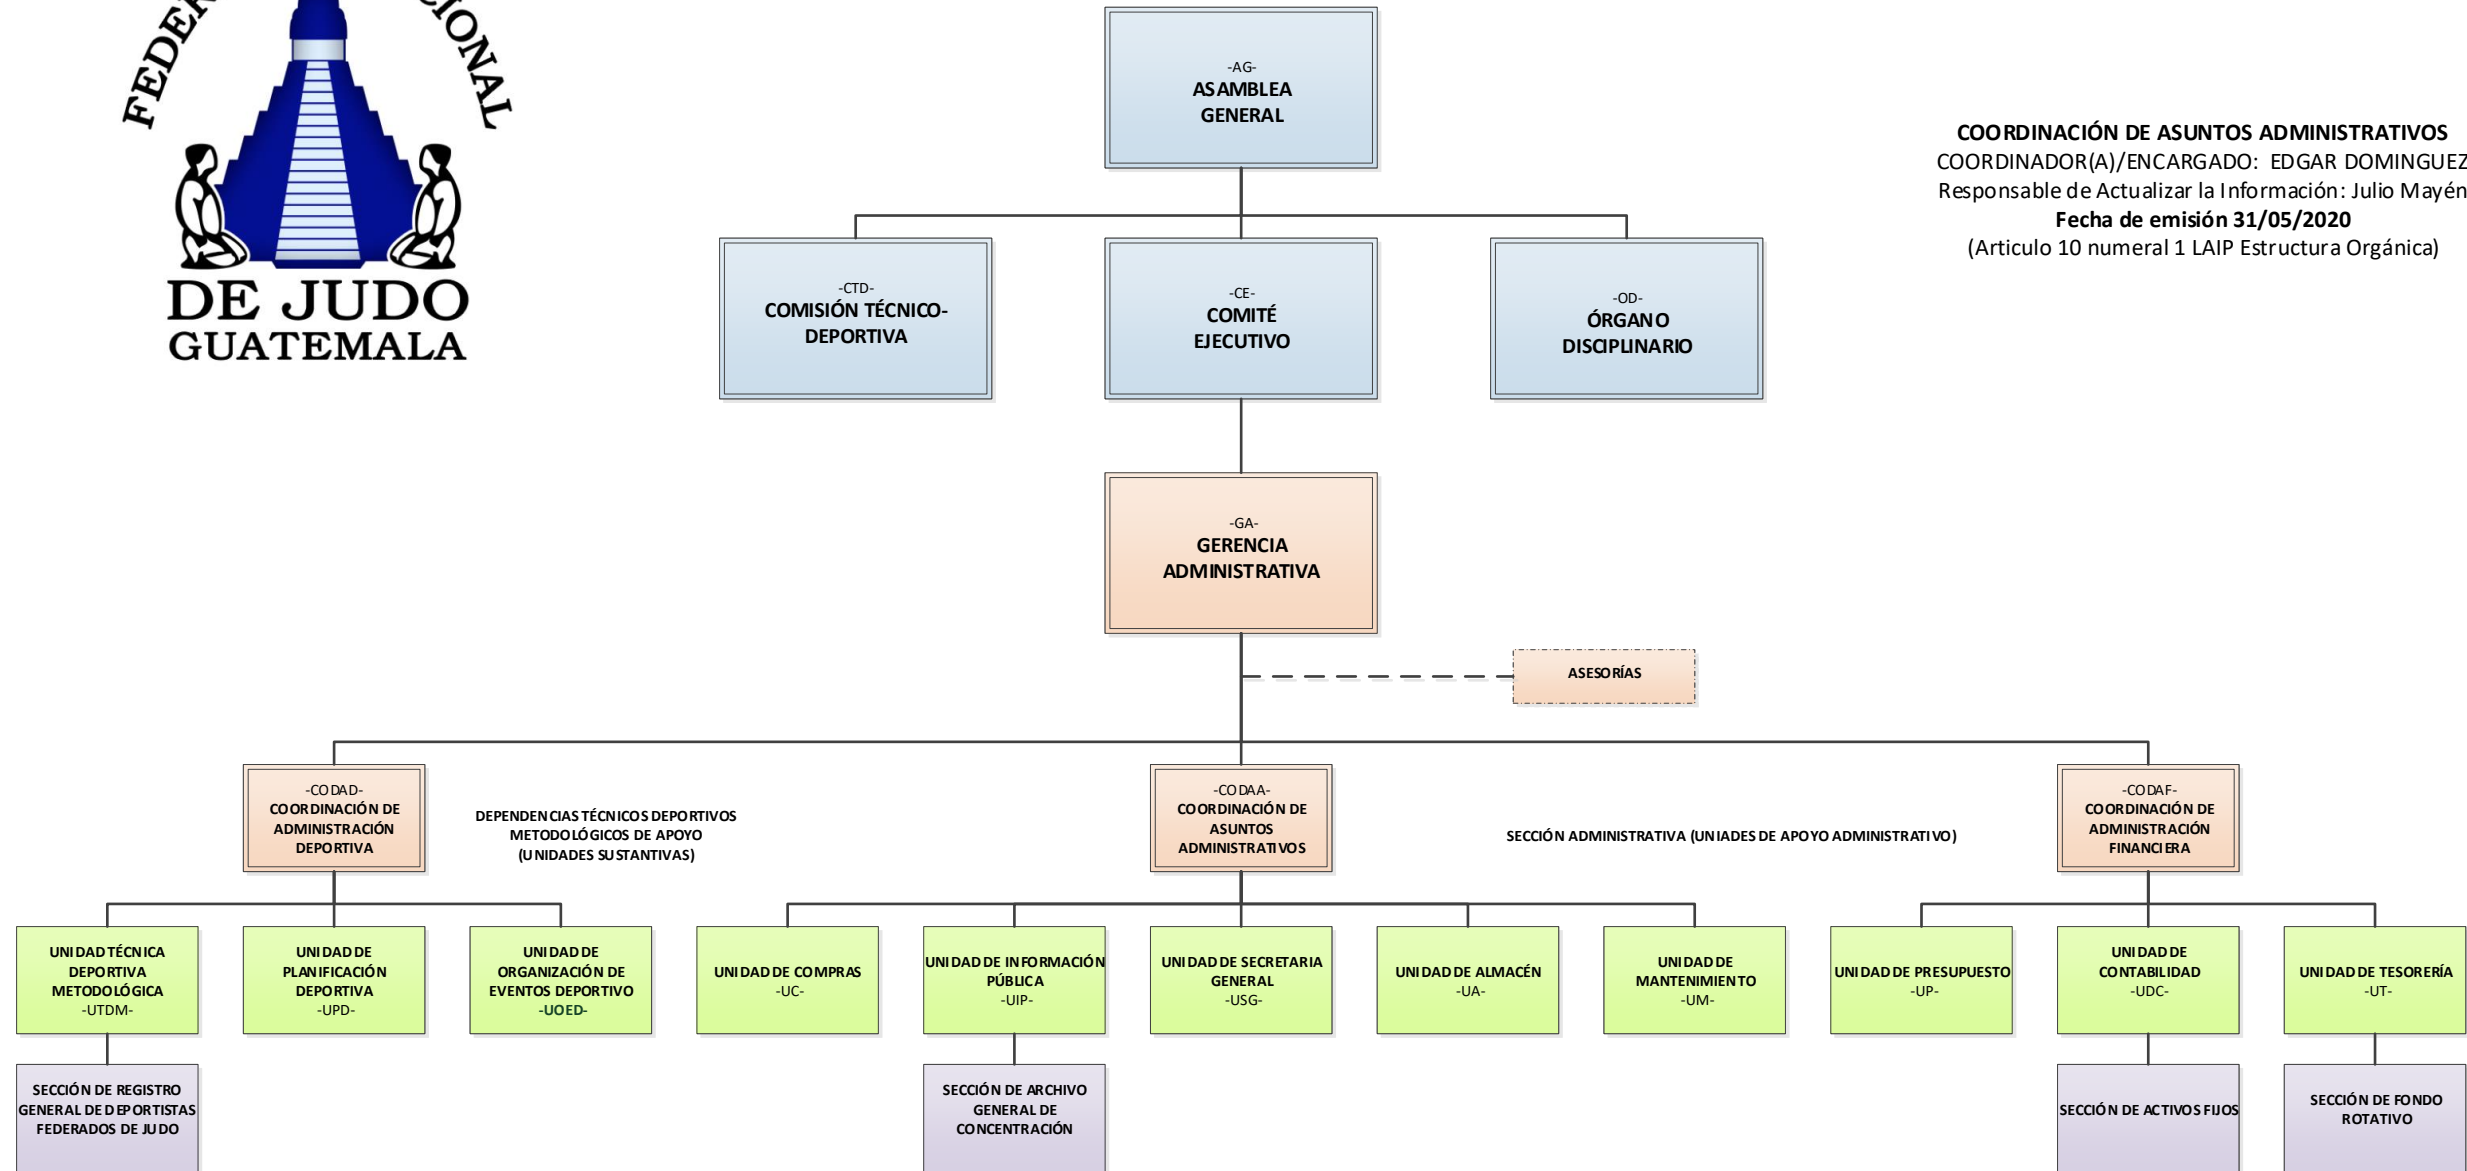 FEDER CIONAL
DE JUDO
GUATEMALA
-AG-
ASAMBLEA
GENERAL
COORDINACIÓN DE ASUNTOS ADMINISTRATIVOS
COORDINADOR(A)/ENCARGADO: EDGAR DOMINGUEZ
Responsable de Actualizar la Información: Julio Mayén
Fecha de emisión 31/05/2020
(Articulo 10 numeral 1 LAIP Estructura Orgánica)
-CTD-
COMISIÓN TÉCNICO-
DEPORTIVA
-CE-
COMITÉ
EJECUTIVO
-OD-
ÓRGANO
DISCIPLINARIO
-GA-
GERENCIA
ADMINISTRATIVA
ASESORÍAS
-CODAD-
COORDINACIÓN DE
ADMINISTRACIÓN
DEPORTIVA
DEPENDENCIAS TÉCNICOS DEPORTIVOS
METODOLÓGICOS DE APOYO
(UNIDADES SUSTANTIVAS)
-CODAA-
COORDINACIÓN DE
ASUNTOS
ADMINISTRATIVOS
SECCIÓN ADMINISTRATIVA (UNIADES DE APOYO ADMINISTRATIVO)
-CODAF-
COORDINACIÓN DE
ADMINISTRACIÓN
FINANCIERA
UNIDAD TÉCNICA
DEPORTIVA
METODOLÓGICA
-UTDM-
UNIDAD DE
PLANIFICACIÓN
DEPORTIVA
-UPD-
UNIDAD DE
ORGANIZACIÓN DE
EVENTOS DEPORTIVO
-UOED-
UNIDAD DE COMPRAS
-UC-
UNIDAD DE INFORMACIÓN
PÚBLICA
-UIP-
UNIDAD DE SECRETARIA
GENERAL
-USG-
UNIDAD DE ALMACÉN
-UA-
UNIDAD DE
MANTENIMIENTO
-UM-
UNIDAD DE PRESUPUESTO
-UP-
UNIDAD DE
CONTABILIDAD
-UDC-
UNIDAD DE TESORERÍA
-UT-
SECCIÓN DE REGISTRO
GENERAL DE DEPORTISTAS
FEDERADOS DE JUDO
SECCIÓN DE ARCHIVO
GENERAL DE
CONCENTRACIÓN
SECCIÓN DE ACTIVOS FIJOS
SECCIÓN DE FONDO
ROTATIVO